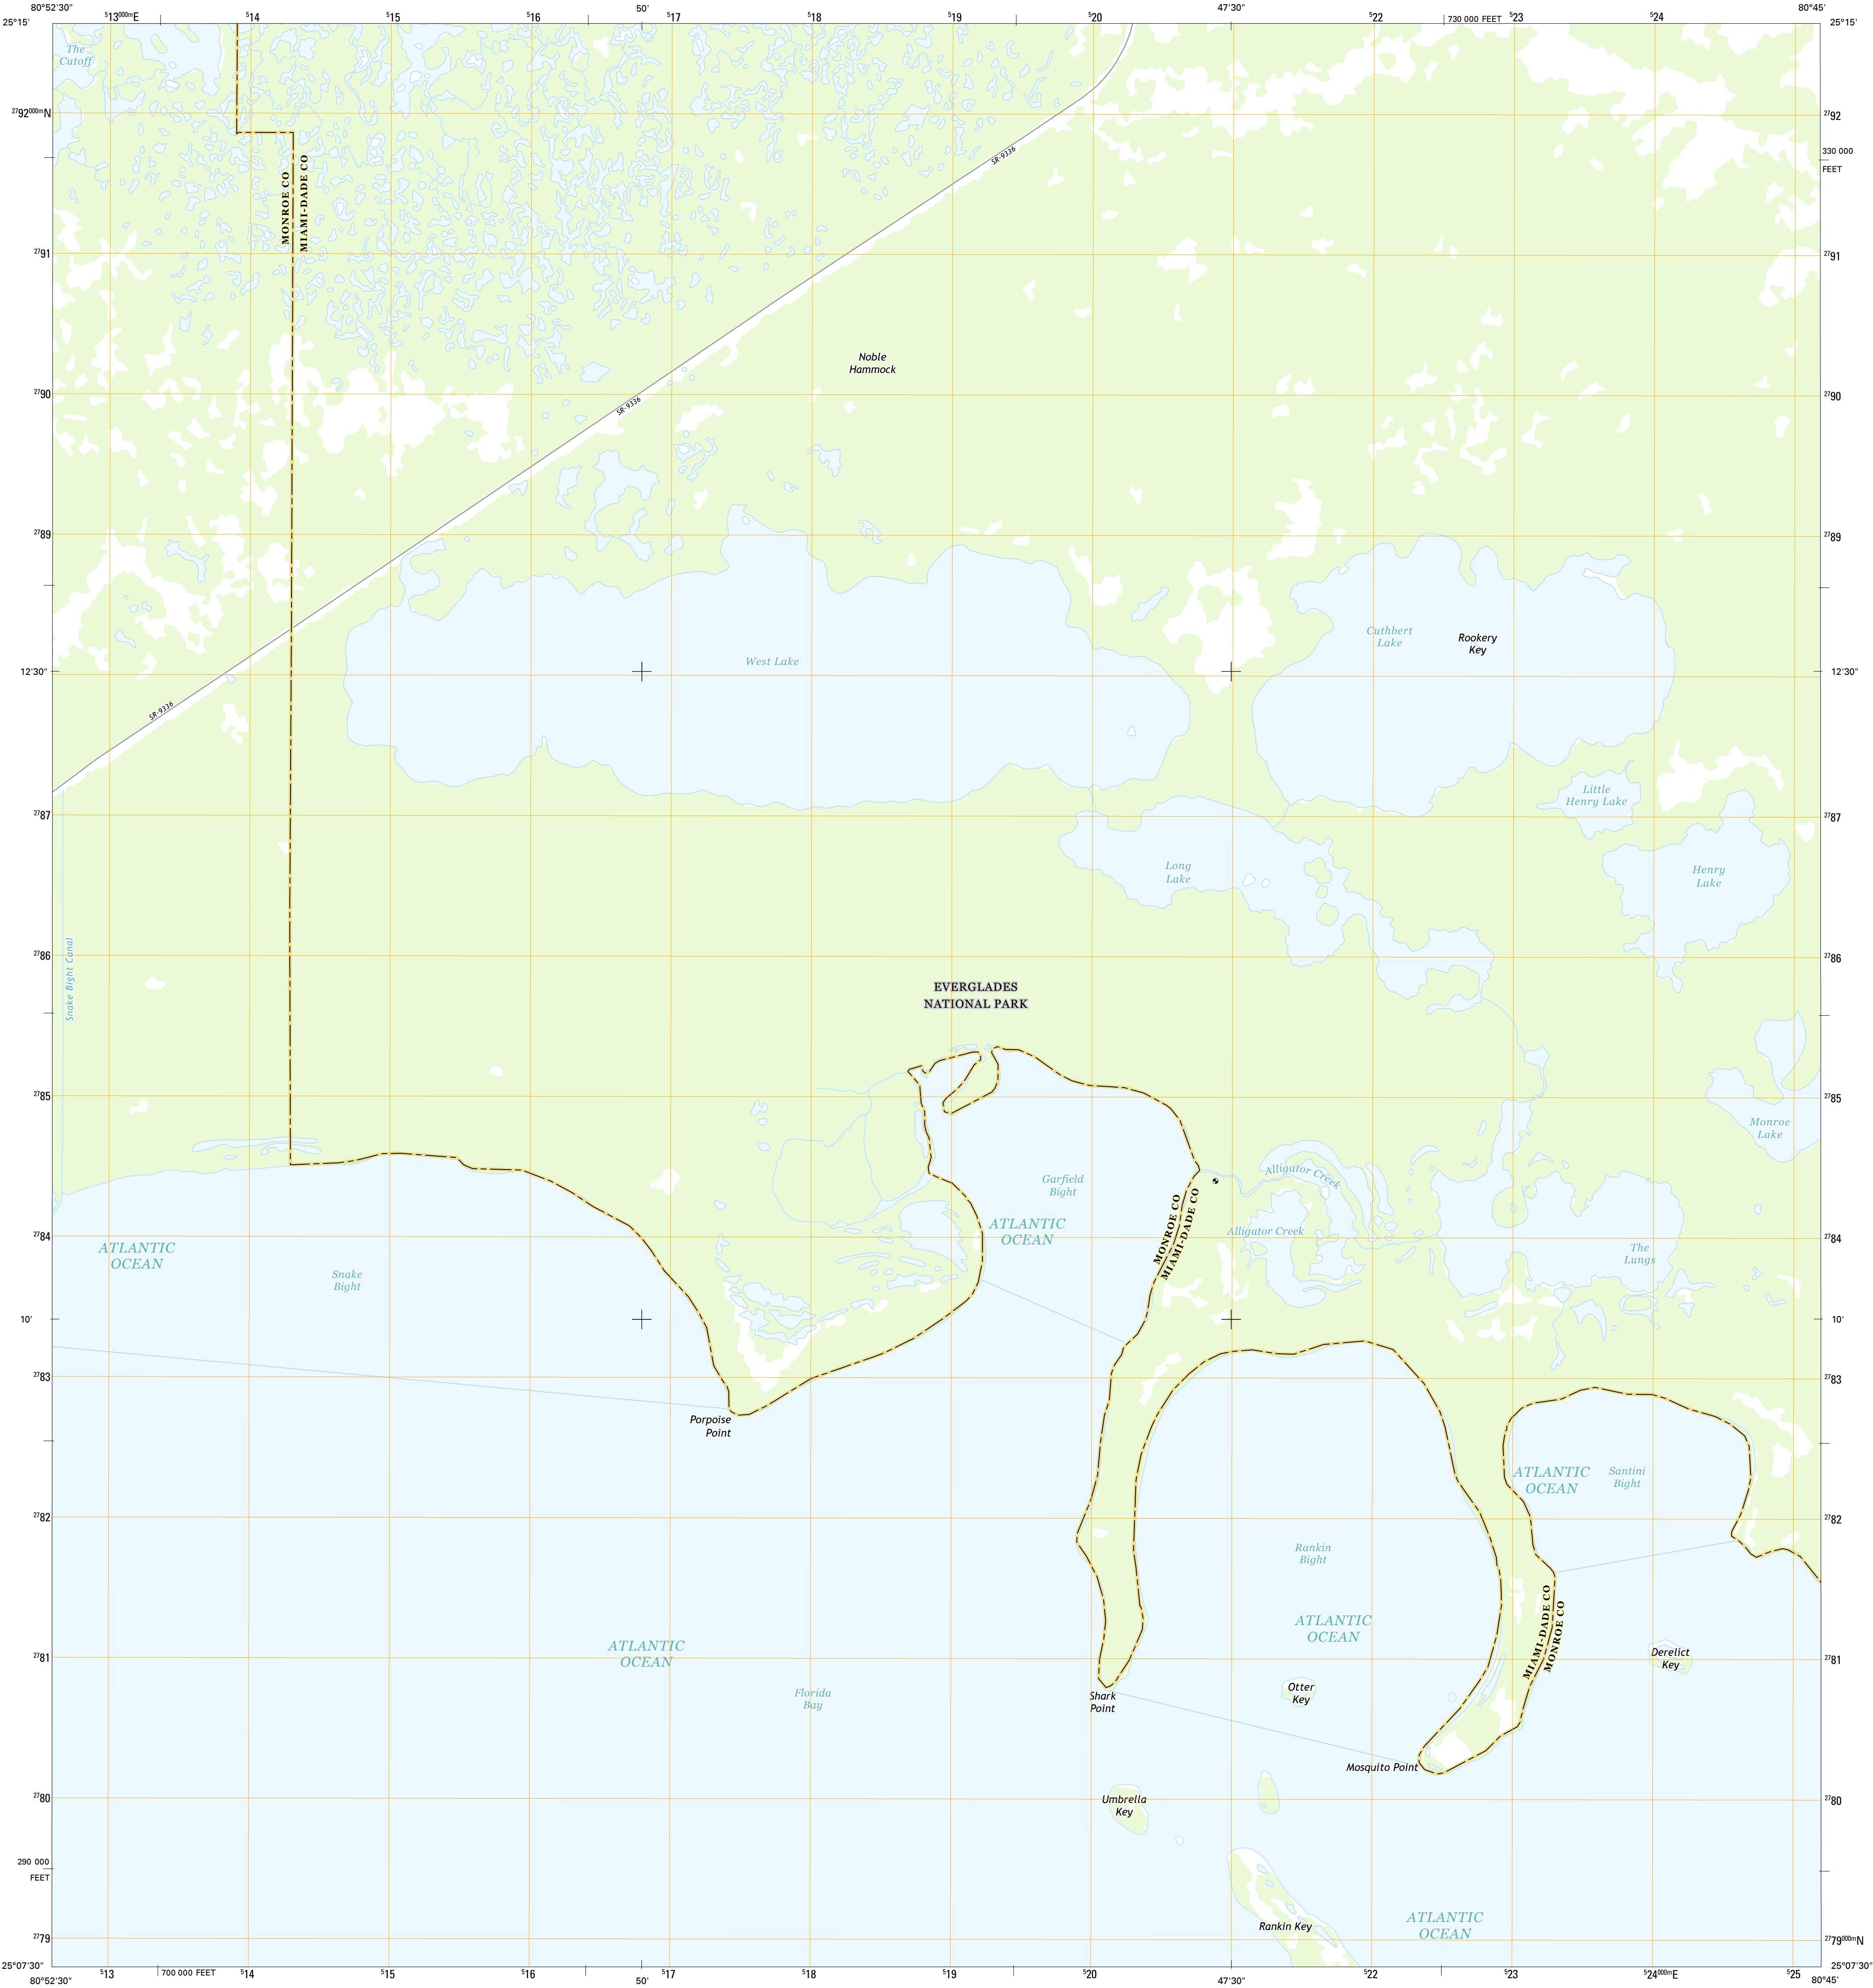 80°52'30"
⁵13⁰⁰⁰ᵐE
⁵14
⁵15
⁵16
50'
⁵17
⁵18
⁵19
⁵20
47'30"
⁵22
730 000 FEET
⁵23
⁵24
80°45'
25°15'
25°15'
The
Cutoff
²⁷92⁰⁰⁰ᵐN
²⁷92
330 000
FEET
SR-9336
MONROE CO
MIAMI-DADE CO
²⁷91
²⁷91
Noble
Hammock
²⁷90
²⁷90
SR-9336
²⁷89
²⁷89
Cuthbert
Lake
Rookery
Key
West Lake
12'30"
12'30"
SR-9336
Little
Henry Lake
²⁷87
²⁷87
Long
Lake
Henry
Lake
²⁷86
²⁷86
Snake Bight Canal
EVERGLADES
NATIONAL PARK
²⁷85
²⁷85
Monroe
Lake
Garfield
Bight
Alligator Creek
MONROE CO
MIAMI-DADE CO
ATLANTIC
OCEAN
Alligator Creek
²⁷84
²⁷84
ATLANTIC
OCEAN
The
Lungs
Snake
Bight
10'
10'
²⁷83
²⁷83
Porpoise
Point
ATLANTIC
OCEAN
Santini
Bight
²⁷82
²⁷82
Rankin
Bight
MIAMI-DADE CO
MONROE CO
ATLANTIC
OCEAN
ATLANTIC
OCEAN
²⁷81
²⁷81
Derelict
Key
Florida
Bay
Shark
Point
Otter
Key
Mosquito Point
²⁷80
²⁷80
Umbrella
Key
290 000
FEET
Rankin Key
ATLANTIC
OCEAN
²⁷79
²⁷79⁰⁰⁰ᵐN
25°07'30"
25°07'30"
80°52'30"
⁵13
700 000 FEET
⁵14
⁵15
⁵16
50'
⁵17
⁵18
⁵19
⁵20
47'30"
⁵22
⁵23
⁵24⁰⁰⁰ᵐE
⁵25
80°45'